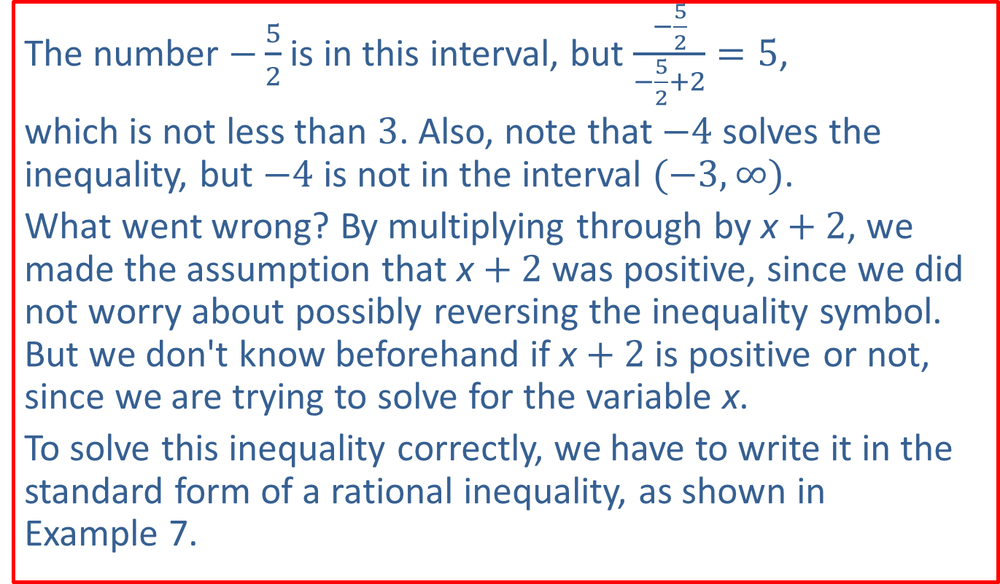 The number −5/2 is in this interval, but (−5/2)/(−5/2+2) = 5,
which is not less than 3. Also, note that −4 solves the
inequality, but −4 is not in the interval (−3, ∞).
What went wrong? By multiplying through by x + 2, we
made the assumption that x + 2 was positive, since we did
not worry about possibly reversing the inequality symbol.
But we don't know beforehand if x + 2 is positive or not,
since we are trying to solve for the variable x.
To solve this inequality correctly, we have to write it in the
standard form of a rational inequality, as shown in
Example 7.